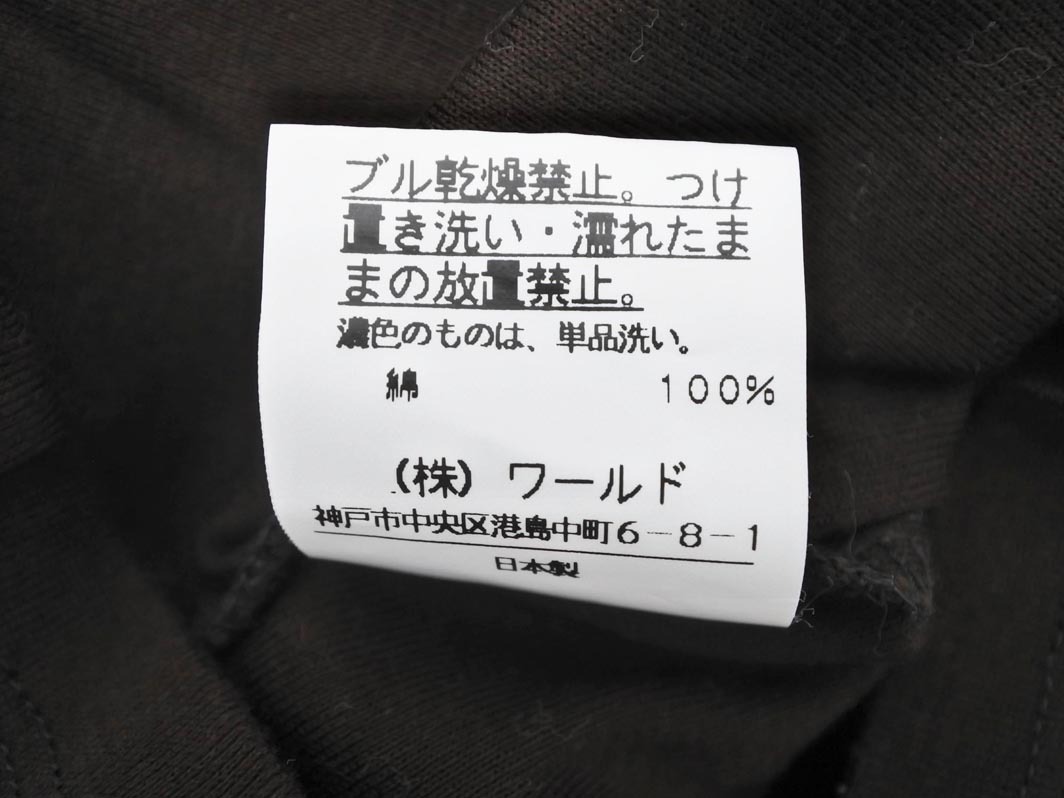 ブル乾燥禁止。つけ
置き洗い・濡れたま
まの放置禁止。
濃色のものは、単品洗い。
綿 100%
(株) ワールド
神戸市中央区港島中町6-8-1
日本製